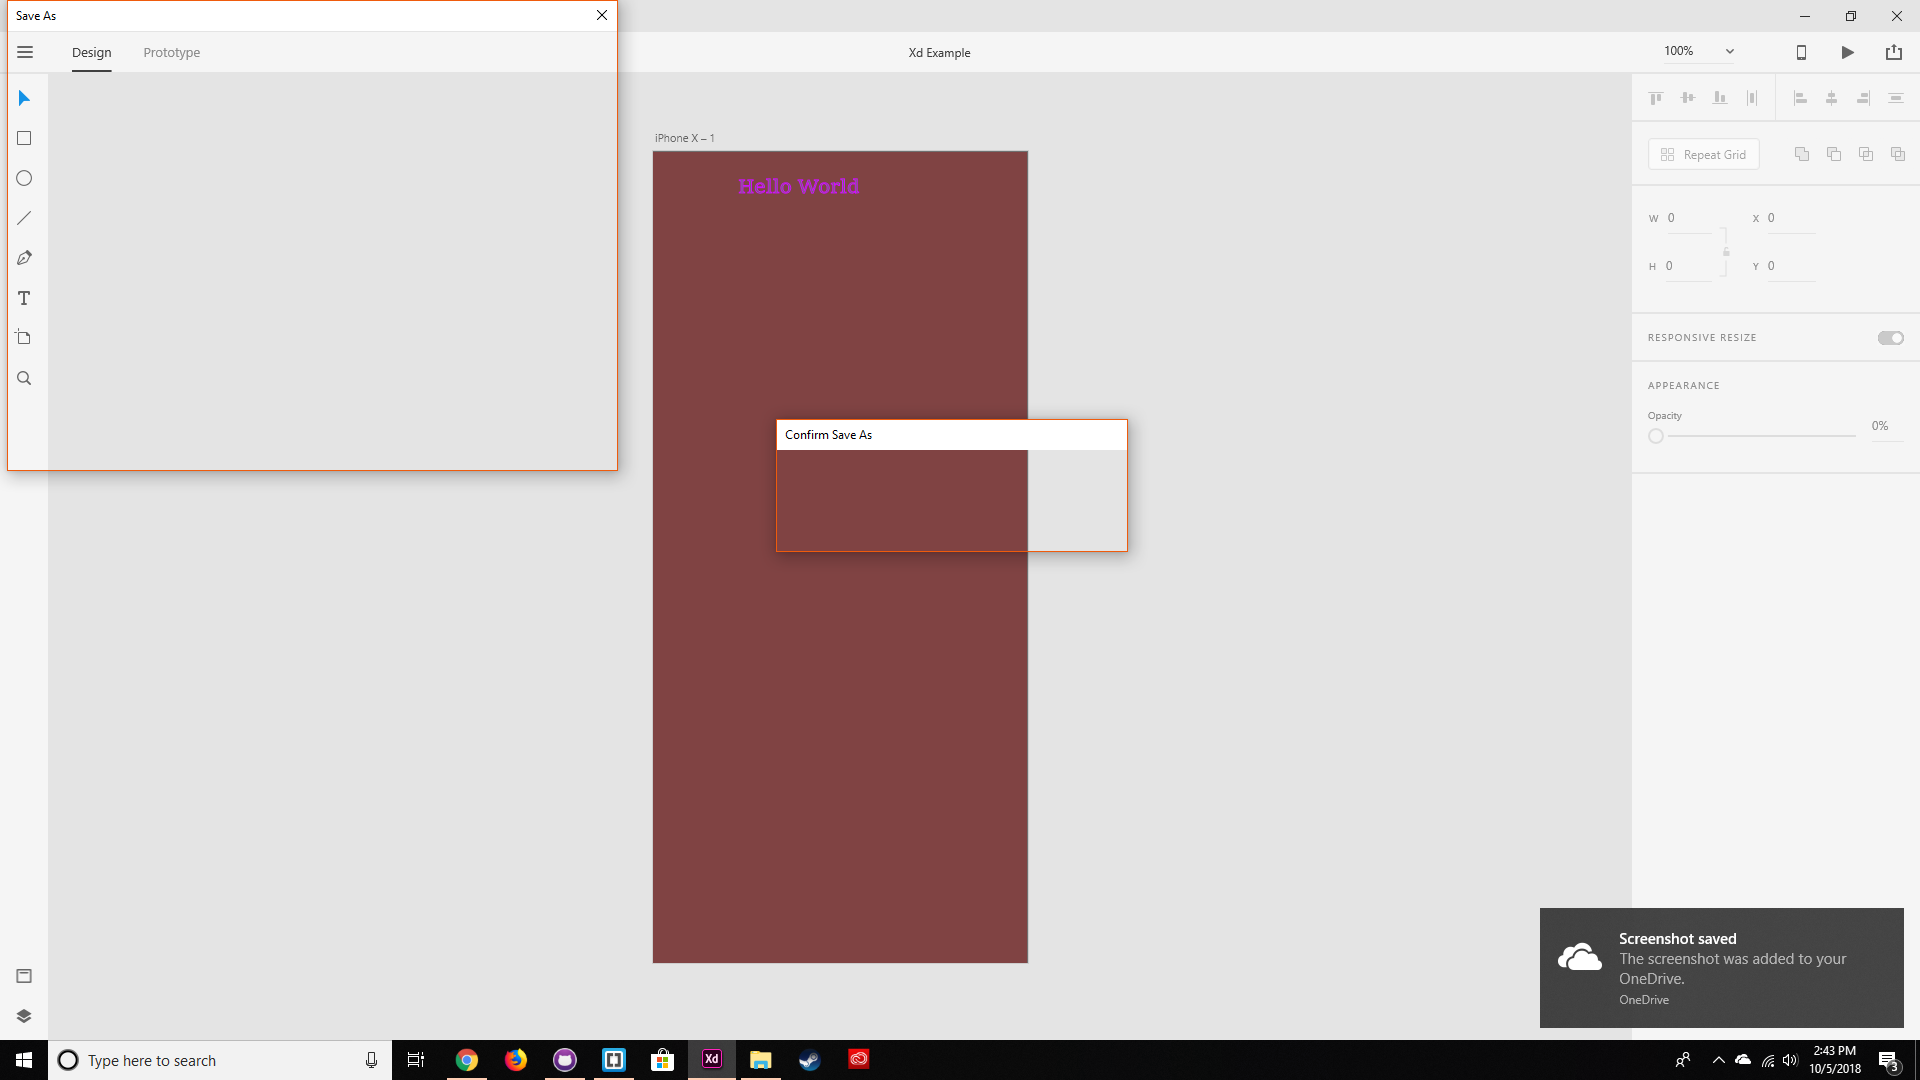 Save As
Design Prototype
Xd Example
100%
iPhone X – 1
Hello World
Repeat Grid
W 0 X 0
H 0 Y 0
RESPONSIVE RESIZE
APPEARANCE
Opacity
0%
Confirm Save As
Screenshot saved
The screenshot was added to your
OneDrive.
OneDrive
Type here to search
Xd
2:43 PM
10/5/2018
3